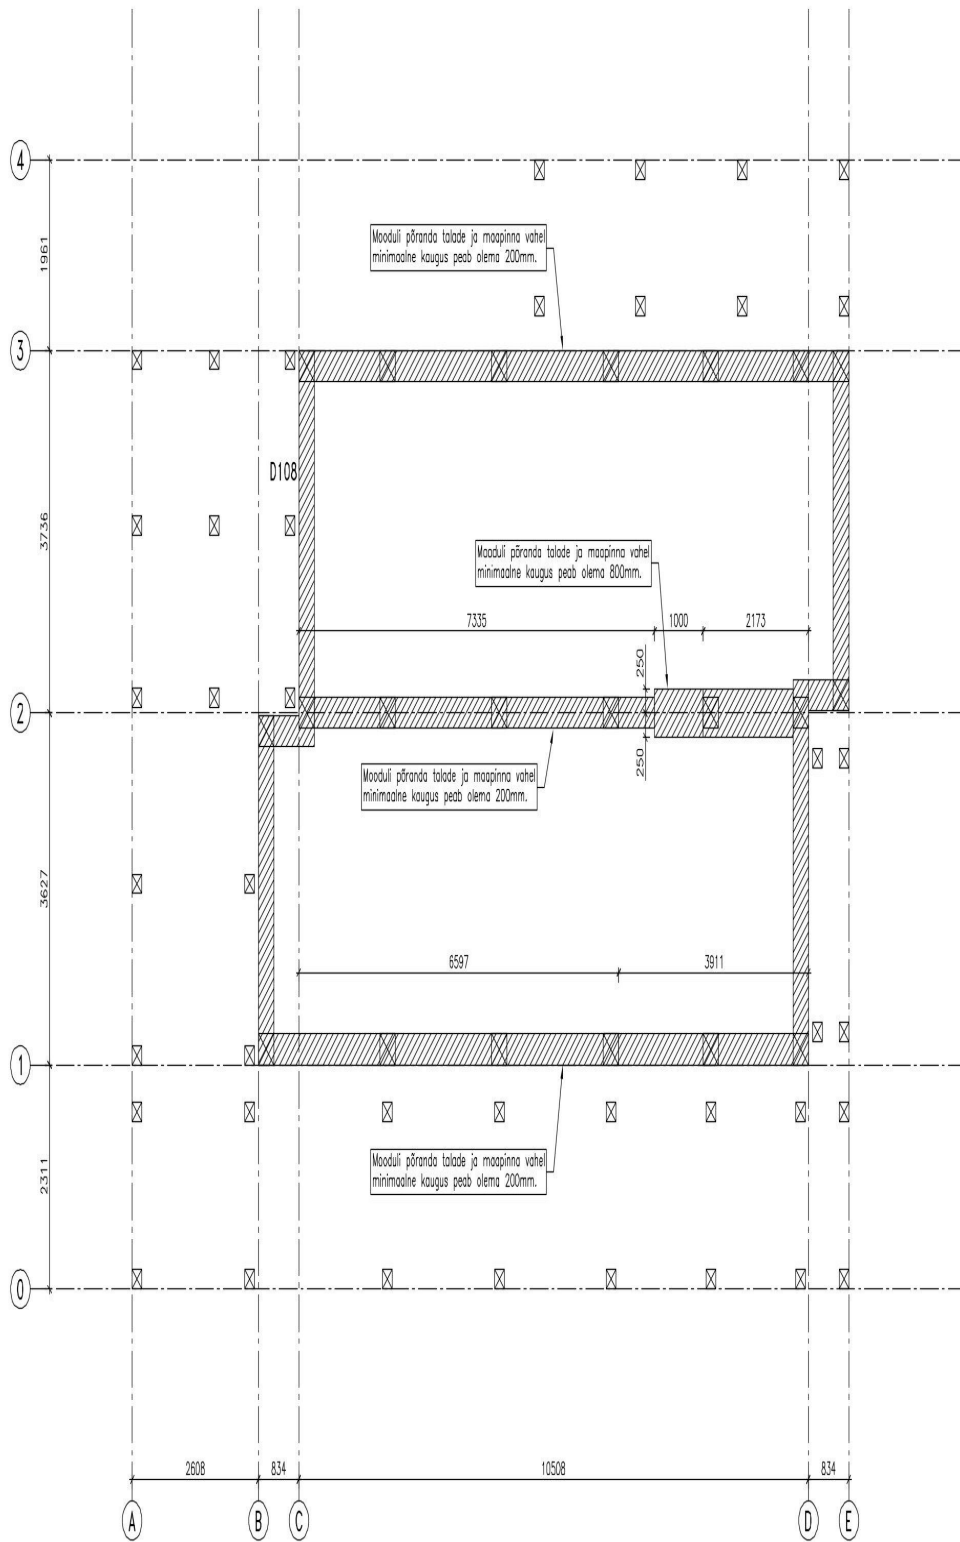 4
1961
Mooduli põranda talade ja maapinna vahel
minimaalne kaugus peab olema 200mm.
3
D108
3736
Mooduli põranda talade ja maapinna vahel
minimaalne kaugus peab olema 800mm.
7335
1000
2173
250
2
250
Mooduli põranda talade ja maapinna vahel
minimaalne kaugus peab olema 200mm.
3627
6597
3911
1
Mooduli põranda talade ja maapinna vahel
minimaalne kaugus peab olema 200mm.
2311
0
2608
834
10508
834
A
B
C
D
E